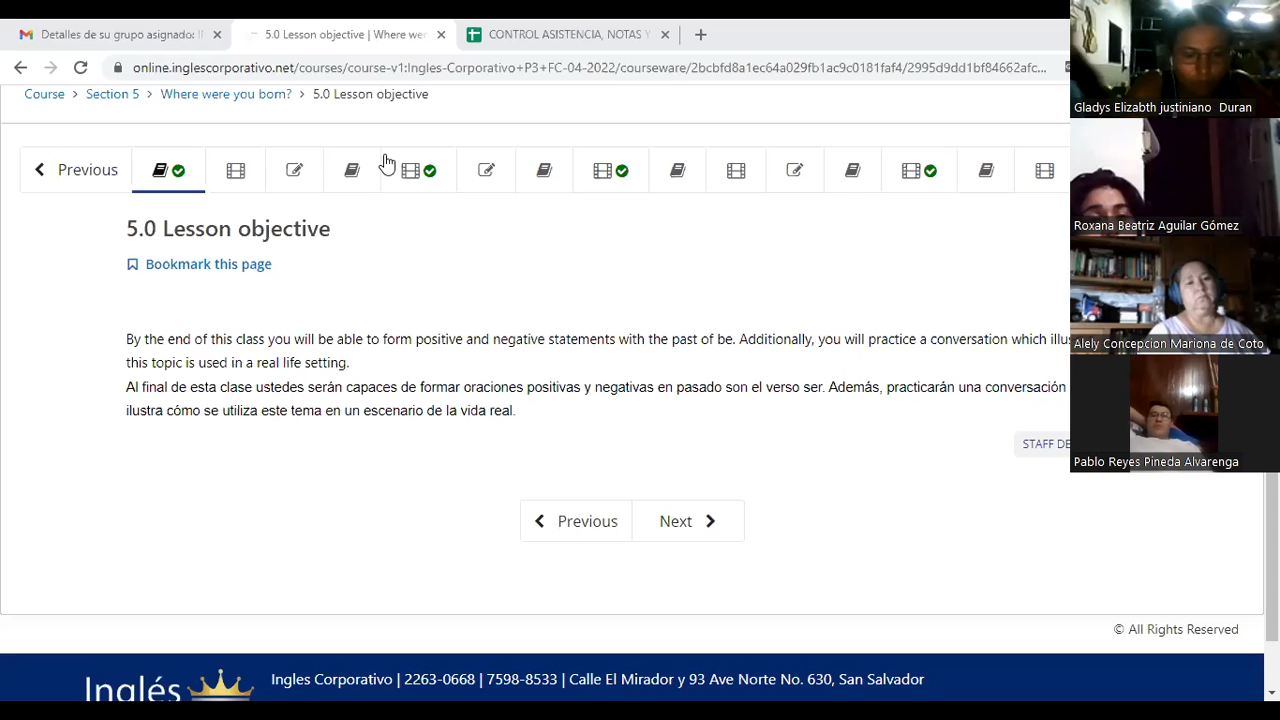 Detalles de su grupo asignado: I
5.0 Lesson objective | Where wer
CONTROL ASISTENCIA, NOTAS Y
online.inglescorporativo.net/courses/course-v1:Ingles-Corporativo+P3+FC-04-2022/courseware/2bcbfd8a1ec64a029fb1ac9c0181faf4/2995d9dd1bf84662afc...
Course > Section 5 > Where were you born? > 5.0 Lesson objective
Previous
5.0 Lesson objective
Bookmark this page
By the end of this class you will be able to form positive and negative statements with the past of be. Additionally, you will practice a conversation which illu
this topic is used in a real life setting.
Al final de esta clase ustedes serán capaces de formar oraciones positivas y negativas en pasado son el verso ser. Además, practicarán una conversación
ilustra cómo se utiliza este tema en un escenario de la vida real.
STAFF DE
Previous
Next
© All Rights Reserved
Inglés
Ingles Corporativo | 2263-0668 | 7598-8533 | Calle El Mirador y 93 Ave Norte No. 630, San Salvador
Gladys Elizabth justiniano Duran
Roxana Beatriz Aguilar Gómez
Alely Concepcion Mariona de Coto
Pablo Reyes Pineda Alvarenga